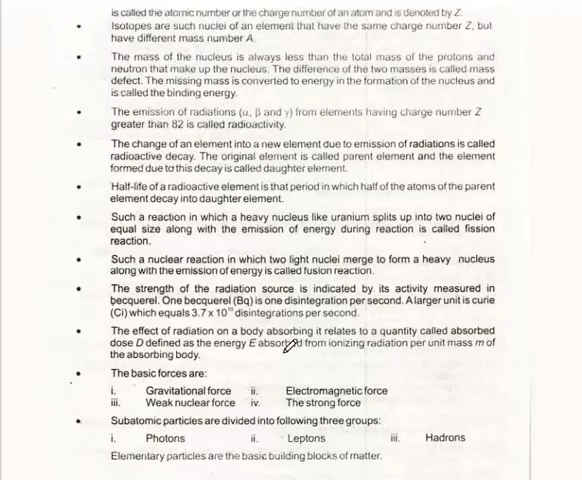 is called the atomic number or the charge number of an atom and is denoted by Z.
• Isotopes are such nuclei of an element that have the same charge number Z, but
have different mass number A.
• The mass of the nucleus is always less than the total mass of the protons and
neutron that make up the nucleus. The difference of the two masses is called mass
defect. The missing mass is converted to energy in the formation of the nucleus and
is called the binding energy.
• The emission of radiations (α, β and γ) from elements having charge number Z
greater than 82 is called radioactivity.
• The change of an element into a new element due to emission of radiations is called
radioactive decay. The original element is called parent element and the element
formed due to this decay is called daughter element.
• Half-life of a radioactive element is that period in which half of the atoms of the parent
element decay into daughter element.
• Such a reaction in which a heavy nucleus like uranium splits up into two nuclei of
equal size along with the emission of energy during reaction is called fission
reaction.
• Such a nuclear reaction in which two light nuclei merge to form a heavy nucleus
along with the emission of energy is called fusion reaction.
• The strength of the radiation source is indicated by its activity measured in
becquerel. One becquerel (Bq) is one disintegration per second. A larger unit is curie
(Ci) which equals 3.7 x 10¹⁰ disintegrations per second.
• The effect of radiation on a body absorbing it relates to a quantity called absorbed
dose D defined as the energy E absorbed from ionizing radiation per unit mass m of
the absorbing body.
• The basic forces are:
i. Gravitational force ii. Electromagnetic force
iii. Weak nuclear force iv. The strong force
• Subatomic particles are divided into following three groups:
i. Photons ii. Leptons iii. Hadrons
Elementary particles are the basic building blocks of matter.